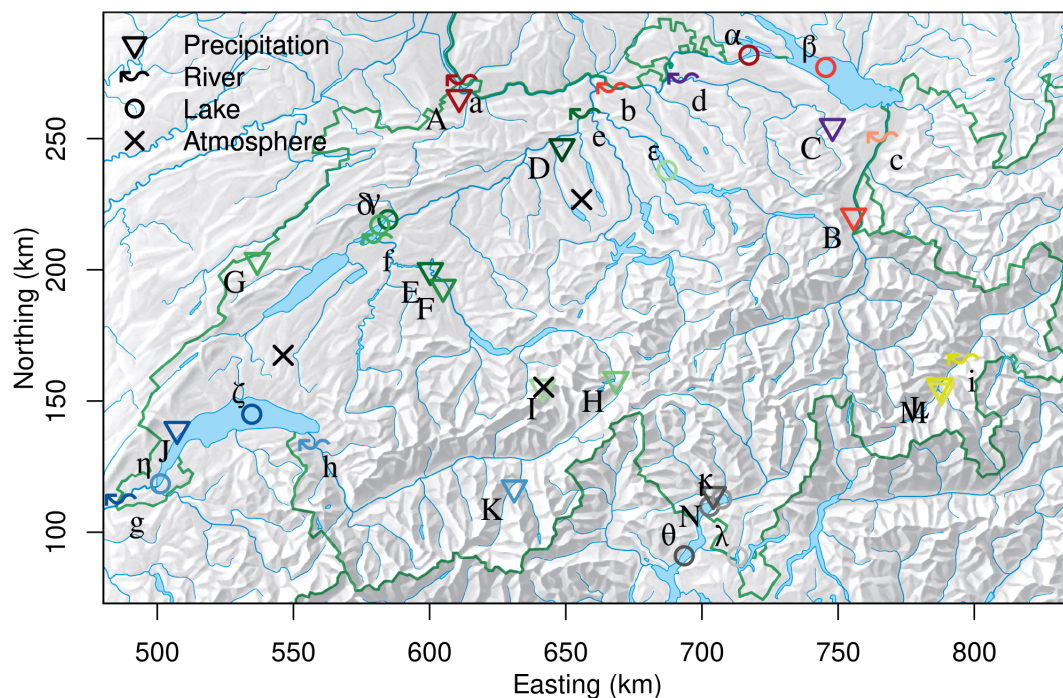 Precipitation
River
Lake
Atmosphere
α
β
A
a
b
d
e
C
c
D
ε
B
δγ
f
G
E
F
I
H
i
L
M
ζ
J
η
h
g
K
N
κ
θ
λ
250
200
150
100
Northing (km)
500
550
600
650
700
750
800
Easting (km)